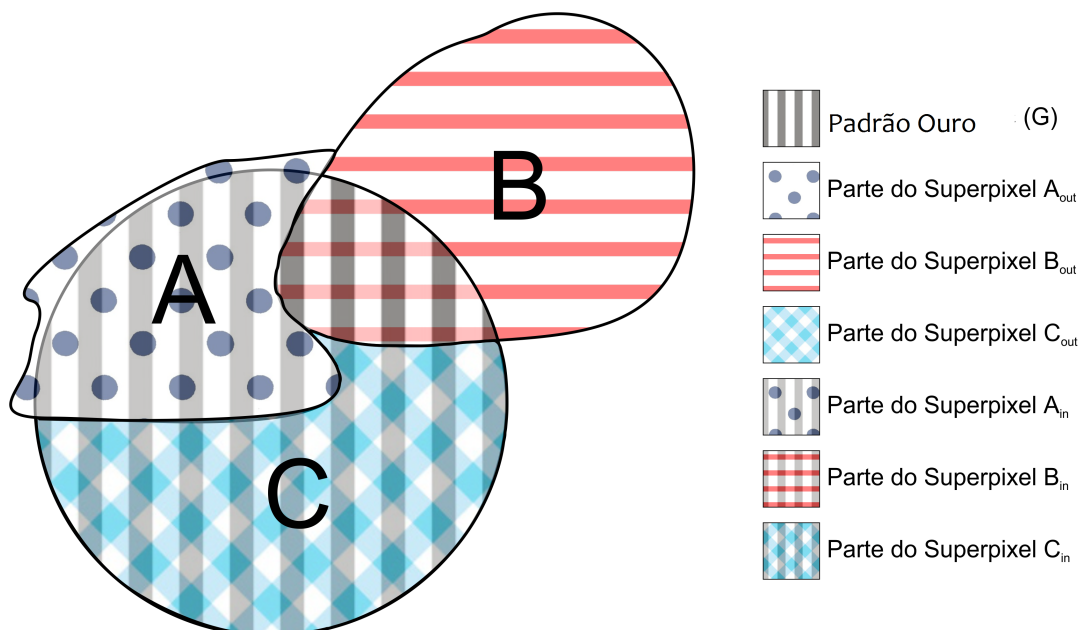 A
B
C
Padrão Ouro (G)
Parte do Superpixel Aout
Parte do Superpixel Bout
Parte do Superpixel Cout
Parte do Superpixel Ain
Parte do Superpixel Bin
Parte do Superpixel Cin